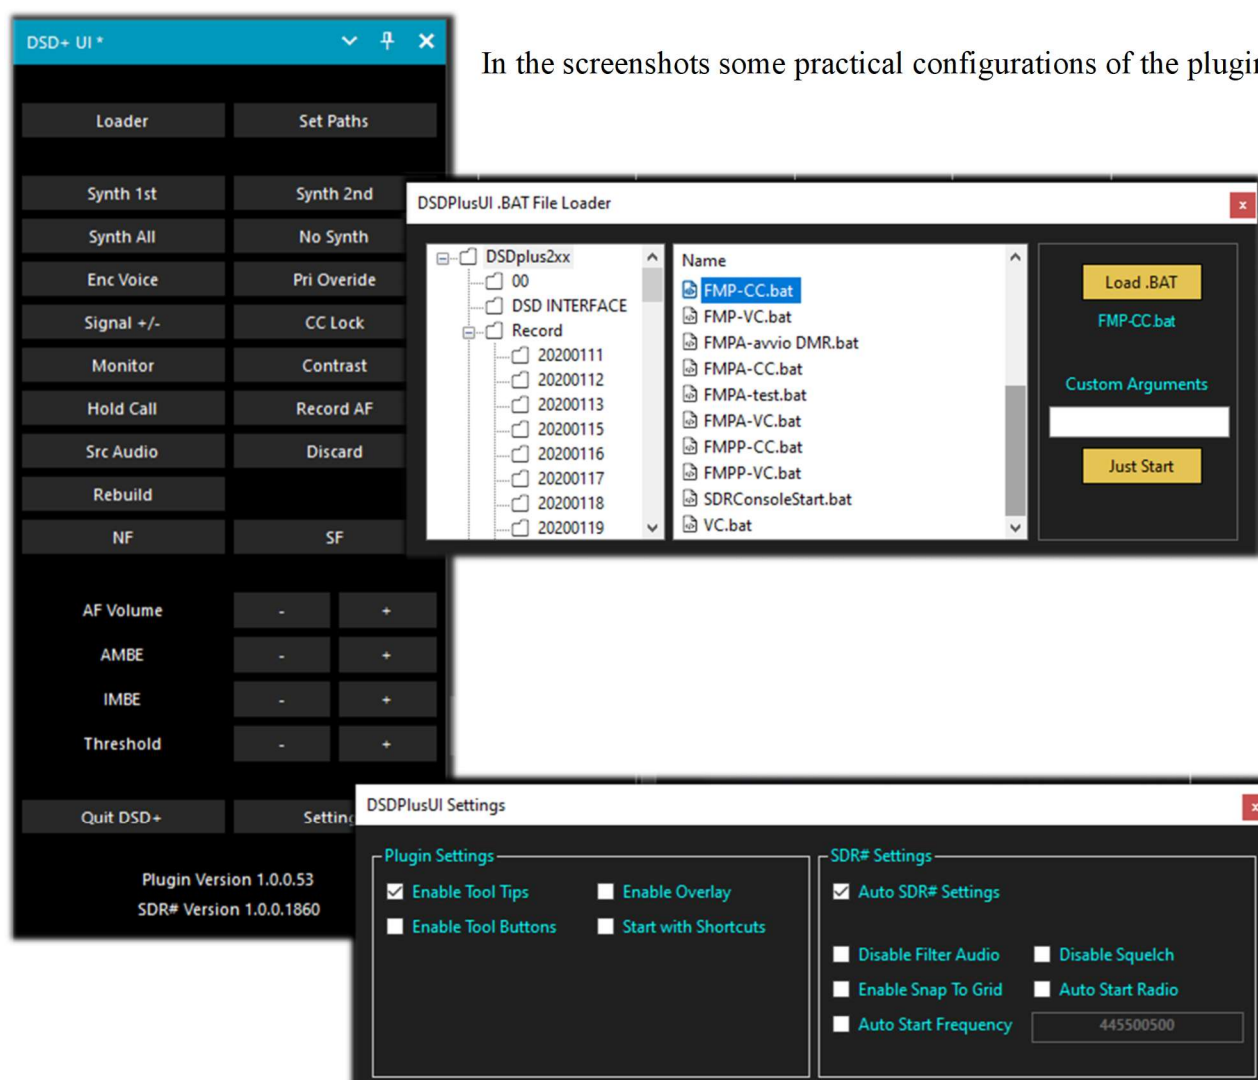 DSD+ UI *
In the screenshots some practical configurations of the plugin
Loader Set Paths
Synth 1st Synth 2nd
Synth All No Synth
Enc Voice Pri Overide
Signal +/- CC Lock
Monitor Contrast
Hold Call Record AF
Src Audio Discard
Rebuild
NF SF
AF Volume - +
AMBE - +
IMBE - +
Threshold - +
Quit DSD+ Setting
Plugin Version 1.0.0.53
SDR# Version 1.0.0.1860
DSDPlusUI .BAT File Loader
x
DSDplus2xx
00
DSD INTERFACE
Record
20200111
20200112
20200113
20200115
20200116
20200117
20200118
20200119
Name
FMP-CC.bat
FMP-VC.bat
FMPA-avvio DMR.bat
FMPA-CC.bat
FMPA-test.bat
FMPA-VC.bat
FMPP-CC.bat
FMPP-VC.bat
SDRConsoleStart.bat
VC.bat
Load .BAT
FMP-CC.bat
Custom Arguments
Just Start
DSDPlusUI Settings
x
Plugin Settings
Enable Tool Tips Enable Overlay
Enable Tool Buttons Start with Shortcuts
SDR# Settings
Auto SDR# Settings
Disable Filter Audio Disable Squelch
Enable Snap To Grid Auto Start Radio
Auto Start Frequency 445500500